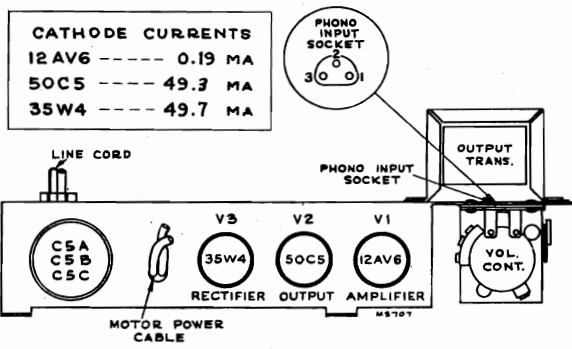 CATHODE CURRENTS
12AV6 ----- 0.19 MA
50C5 ---- 49.3 MA
35W4 ---- 49.7 MA
PHONO
INPUT
SOCKET
2
3 1
LINE CORD
OUTPUT
TRANS.
PHONO INPUT
SOCKET
V3 V2 V1
C5A
C5B
C5C
35W4 50C5 12AV6
VOL.
CONT.
RECTIFIER OUTPUT AMPLIFIER
MS707
MOTOR POWER
CABLE